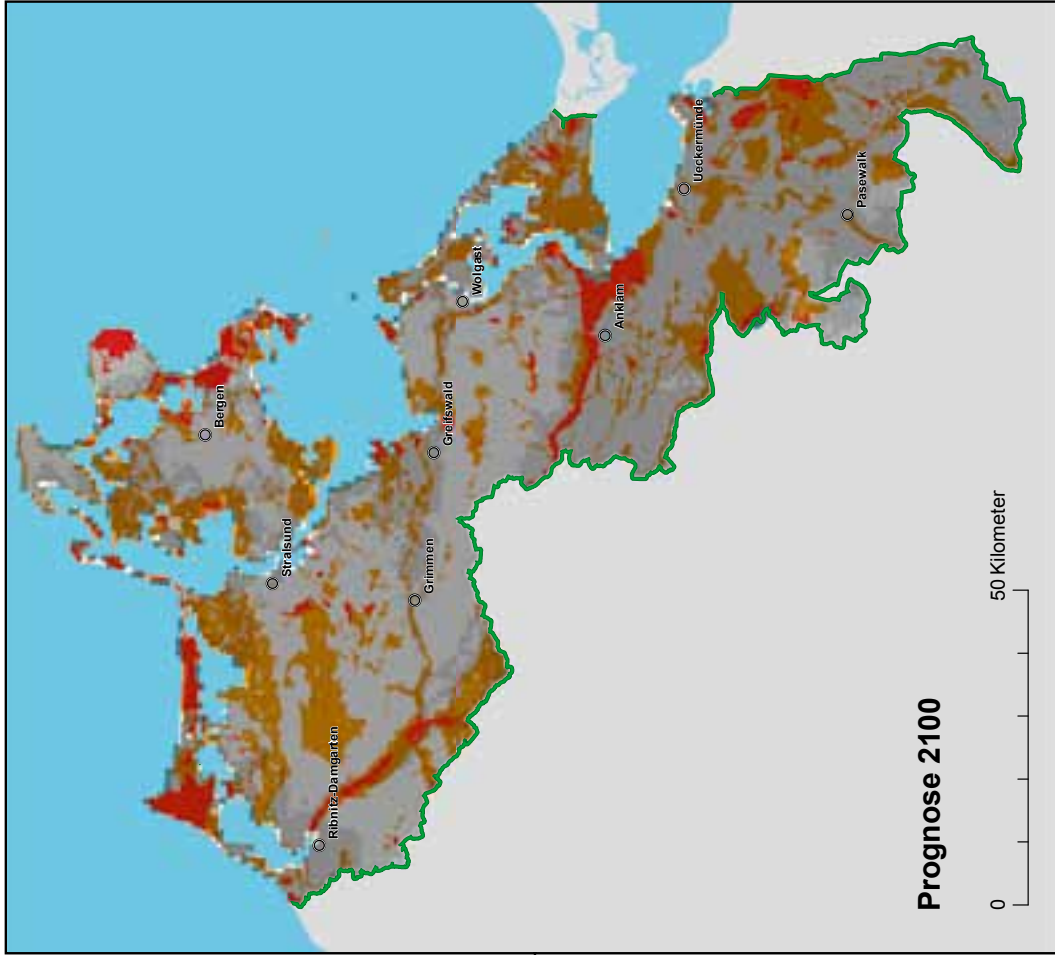 Bergen
Stralsund
Ribnitz-Damgarten
Grimmen
Greifswald
Wolgast
Anklam
Ueckermünde
Pasewalk
Prognose 2100
0
50 Kilometer